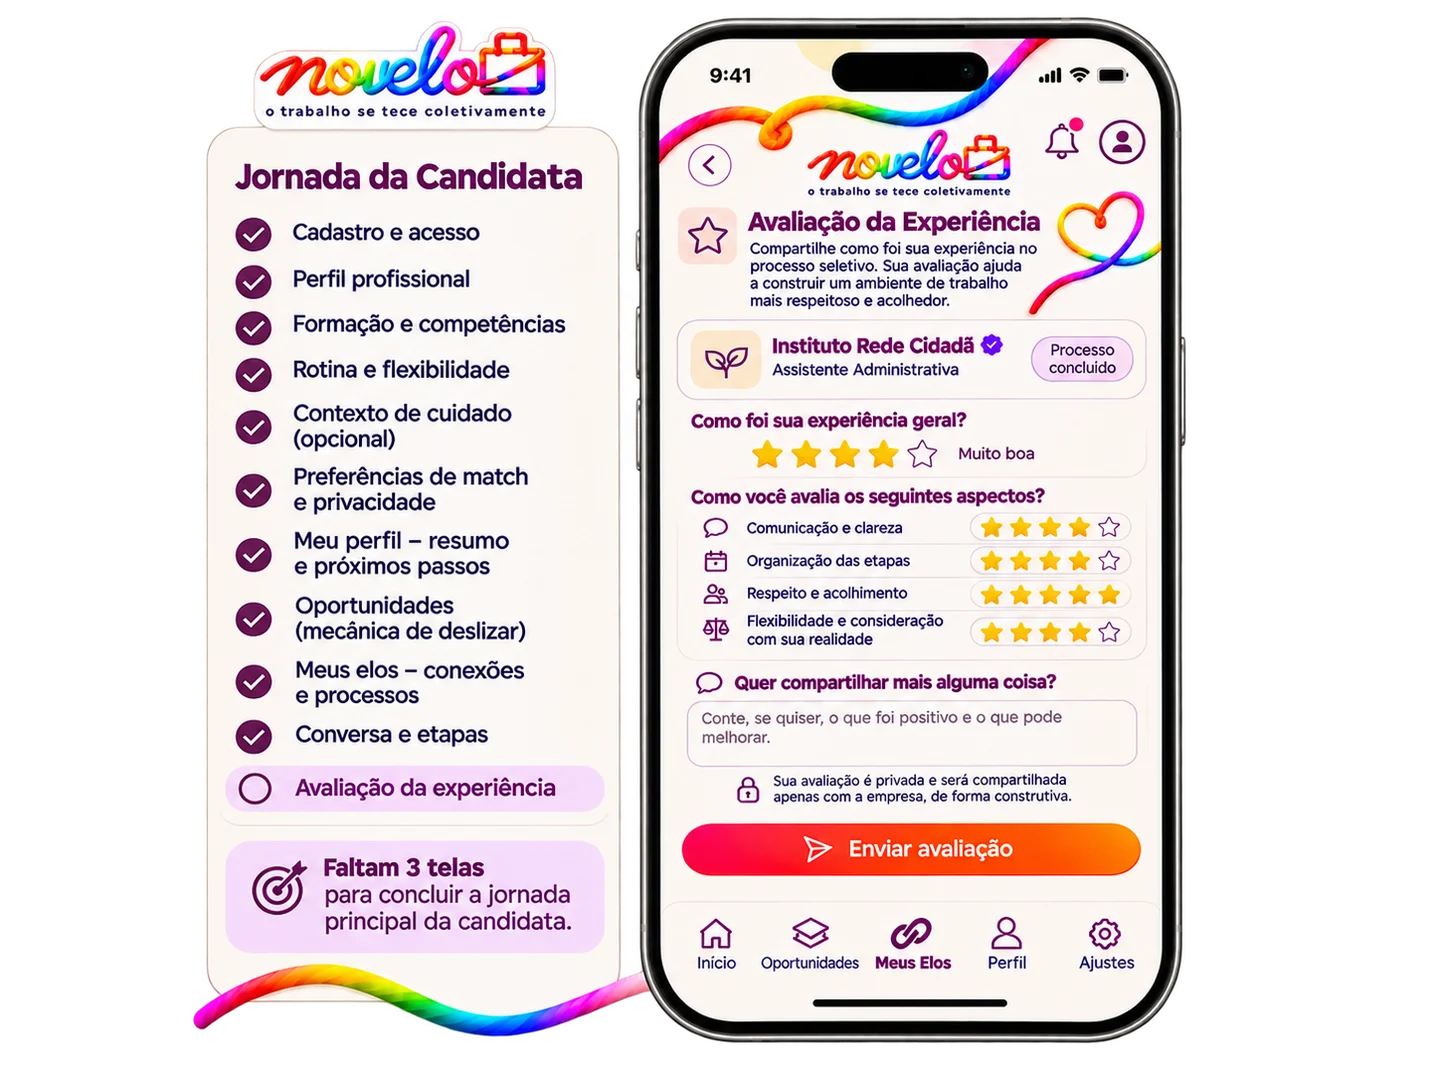 novelo
o trabalho se tece coletivamente
Jornada da Candidata
Cadastro e acesso
Perfil profissional
Formação e competências
Rotina e flexibilidade
Contexto de cuidado
(opcional)
Preferências de match
e privacidade
Meu perfil – resumo
e próximos passos
Oportunidades
(mecânica de deslizar)
Meus elos – conexões
e processos
Conversa e etapas
Avaliação da experiência
Faltam 3 telas
para concluir a jornada
principal da candidata.
9:41
novelo
o trabalho se tece coletivamente
Avaliação da Experiência
Compartilhe como foi sua experiência no
processo seletivo. Sua avaliação ajuda
a construir um ambiente de trabalho
mais respeitoso e acolhedor.
Instituto Rede Cidadã
Assistente Administrativa
Processo
concluído
Como foi sua experiência geral?
Muito boa
Como você avalia os seguintes aspectos?
Comunicação e clareza
Organização das etapas
Respeito e acolhimento
Flexibilidade e consideração
com sua realidade
Quer compartilhar mais alguma coisa?
Conte, se quiser, o que foi positivo e o que pode
melhorar.
Sua avaliação é privada e será compartilhada
apenas com a empresa, de forma construtiva.
Enviar avaliação
Início
Oportunidades
Meus Elos
Perfil
Ajustes